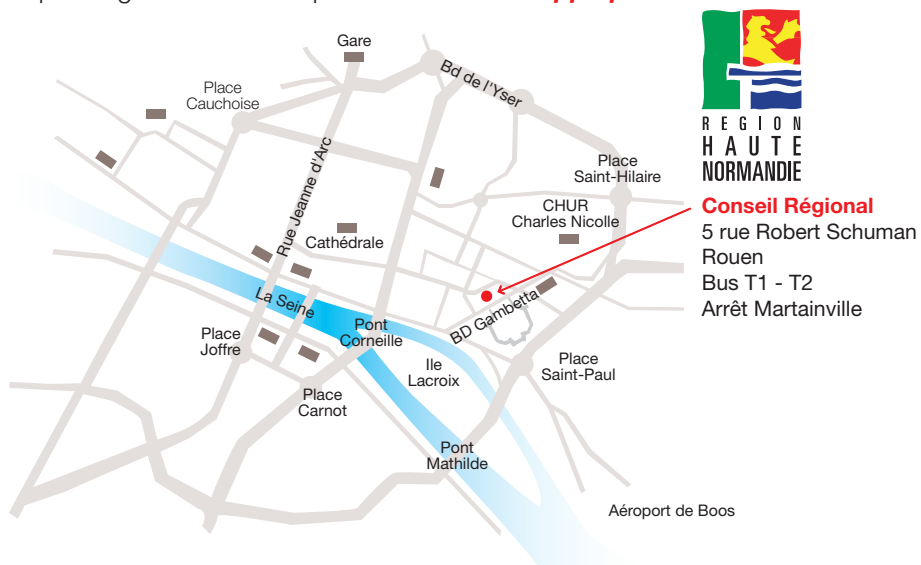 Gare
Bd de l'Yser
Place
Cauchoise
Rue Jeanne d'Arc
Place
Saint-Hilaire
CHUR
Charles Nicolle
Cathédrale
La Seine
BD Gambetta
Pont
Corneille
Place
Joffre
Ile
Lacroix
Place
Saint-Paul
Place
Carnot
Pont
Mathilde
Aéroport de Boos
REGION
HAUTE
NORMANDIE
Conseil Régional
5 rue Robert Schuman
Rouen
Bus T1 - T2
Arrêt Martainville